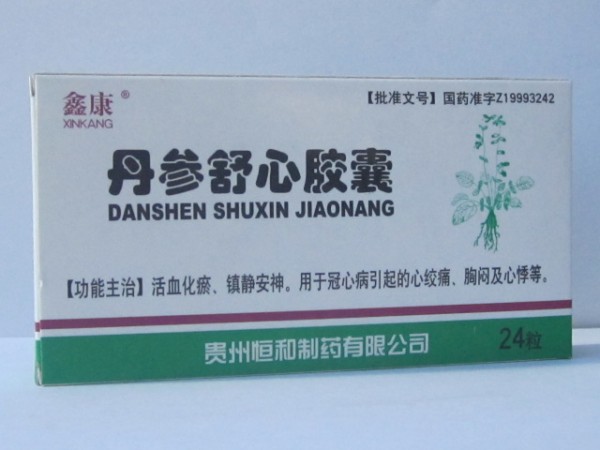 鑫康®
XINKANG
【批准文号】国药准字Z19993242
丹参舒心胶囊
DANSHEN SHUXIN JIAONANG
【功能主治】活血化瘀、镇静安神。用于冠心病引起的心绞痛、胸闷及心悸等。
贵州恒和制药有限公司
24粒